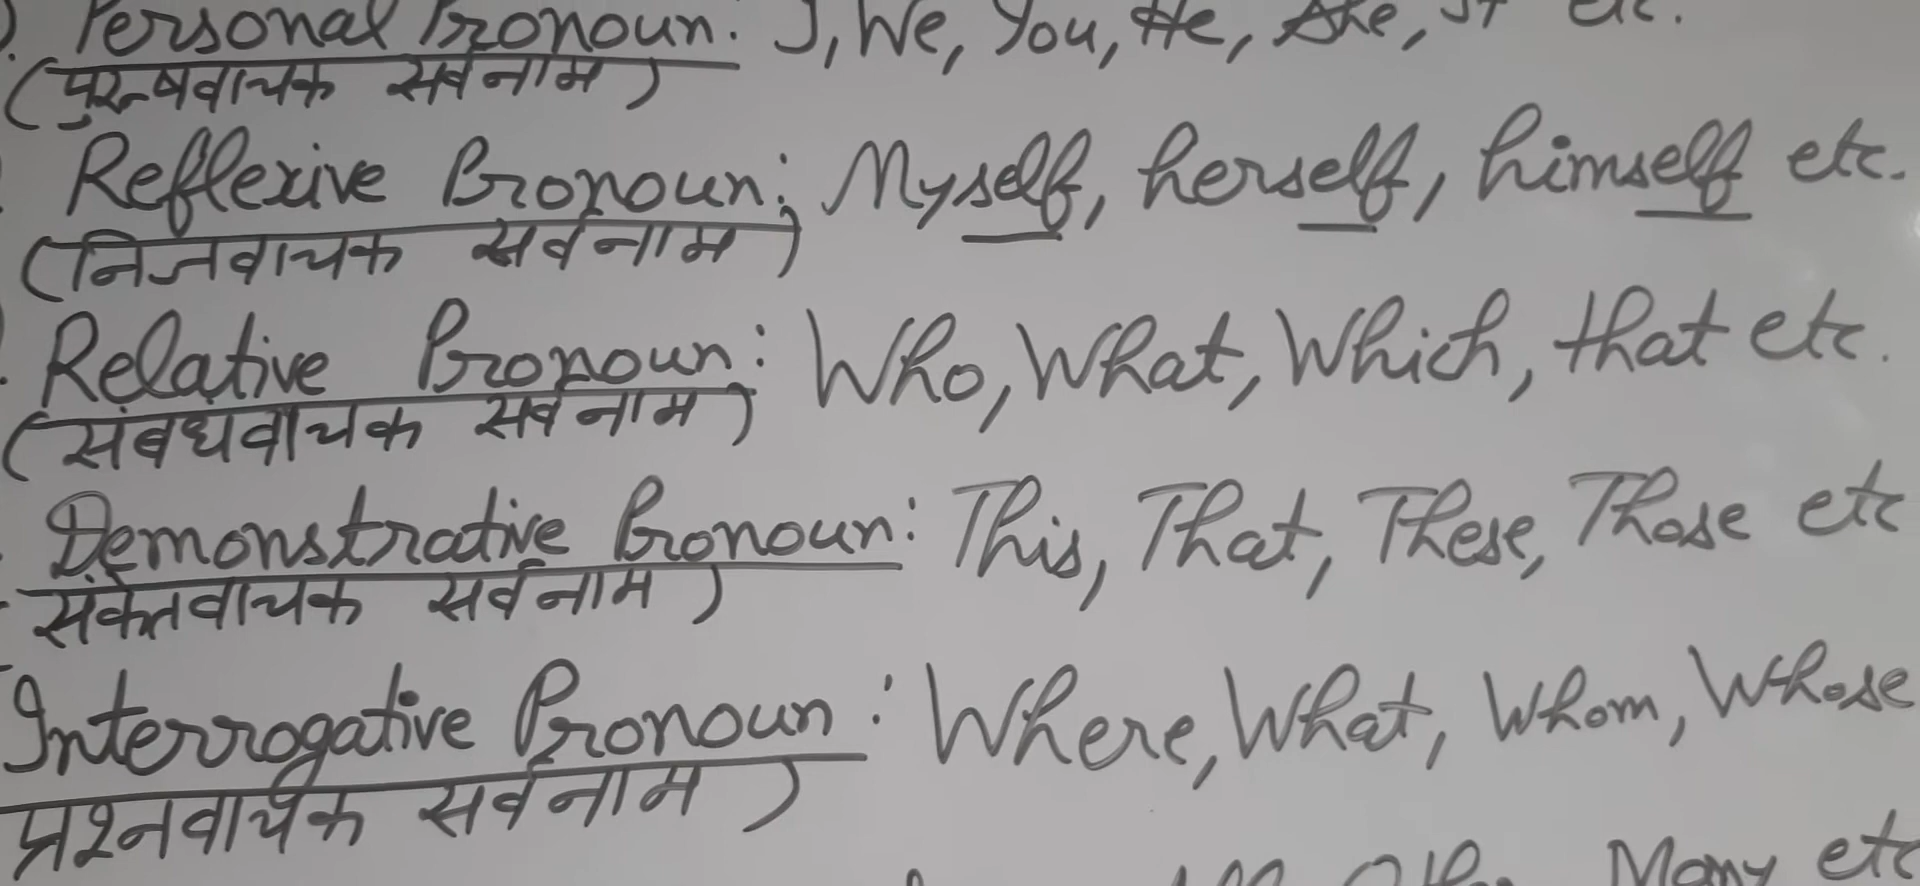 Personal Pronoun: I, We, You, He, She, It etc.
(पुरुषवाचक सर्वनाम)
Reflexive Pronoun: Myself, herself, himself etc.
(निजवाचक सर्वनाम)
Relative Pronoun: Who, What, Which, that etc.
(संबंधवाचक सर्वनाम)
Demonstrative Pronoun: This, That, These, Those etc
संकेतवाचक सर्वनाम)
Interrogative Pronoun: Where, What, Whom, Whose
प्रश्नवाचक सर्वनाम)
Many etc